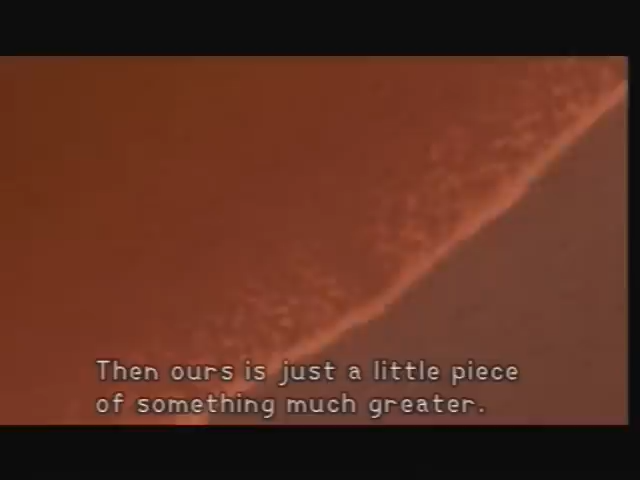 Then ours is just a little piece
of something much greater.